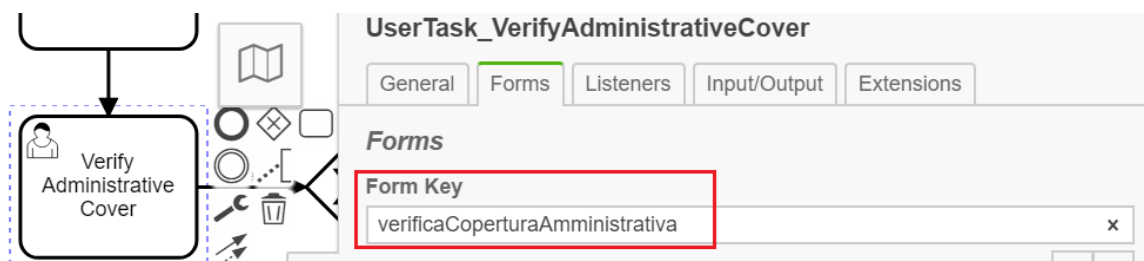 UserTask_VerifyAdministrativeCover
General Forms Listeners Input/Output Extensions
Forms
Form Key
verificaCoperturaAmministrativa x
Verify
Administrative
Cover